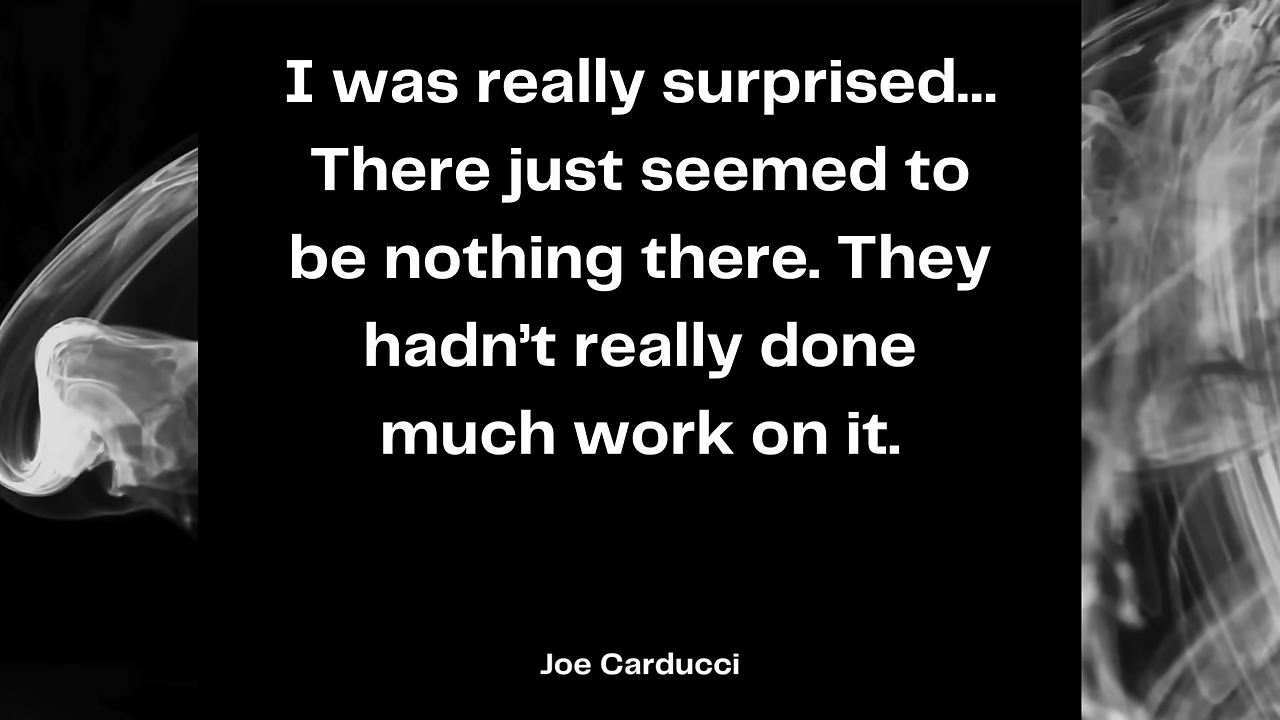 I was really surprised...
There just seemed to
be nothing there. They
hadn’t really done
much work on it.
Joe Carducci